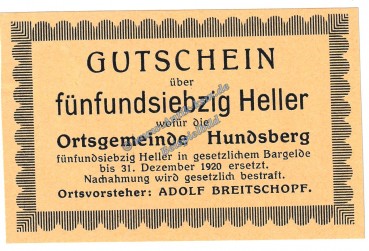 GUTSCHEIN
über
fünfundsiebzig Heller
wofür die
Ortsgemeinde Hundsberg
fünfundsiebzig Heller in gesetzlichem Bargelde
bis 31. Dezember 1920 ersetzt.
Nachahmung wird gesetzlich bestraft.
Ortsvorsteher: ADOLF BREITSCHOPF.